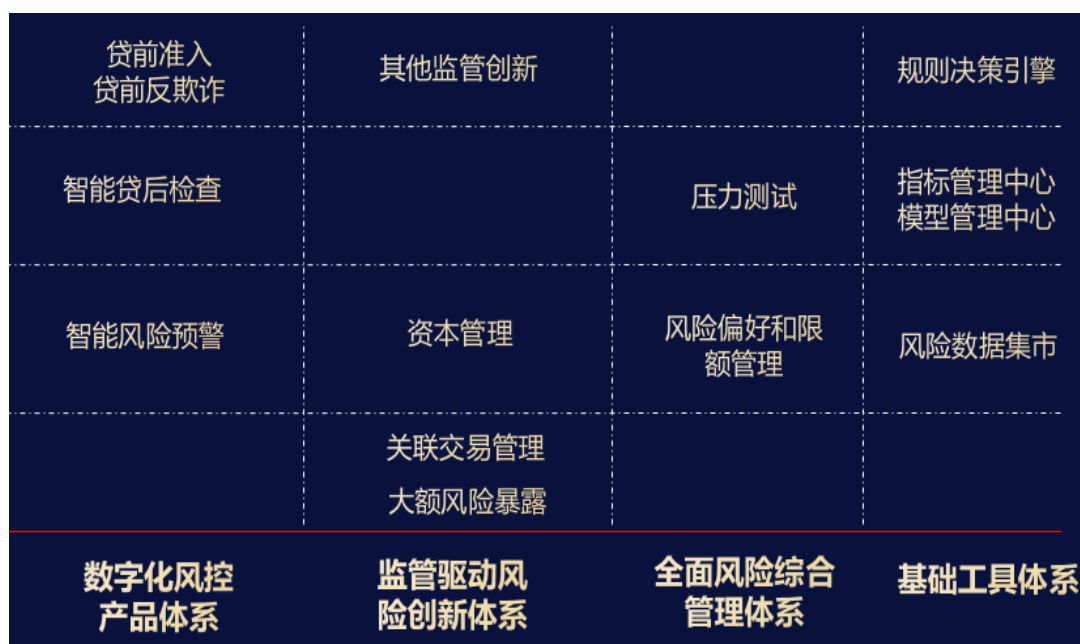 贷前准入
贷前反欺诈
其他监管创新
规则决策引擎
智能贷后检查
压力测试
指标管理中心
模型管理中心
智能风险预警
资本管理
风险偏好和限
额管理
风险数据集市
关联交易管理
大额风险暴露
数字化风控
产品体系
监管驱动风
险创新体系
全面风险综合
管理体系
基础工具体系